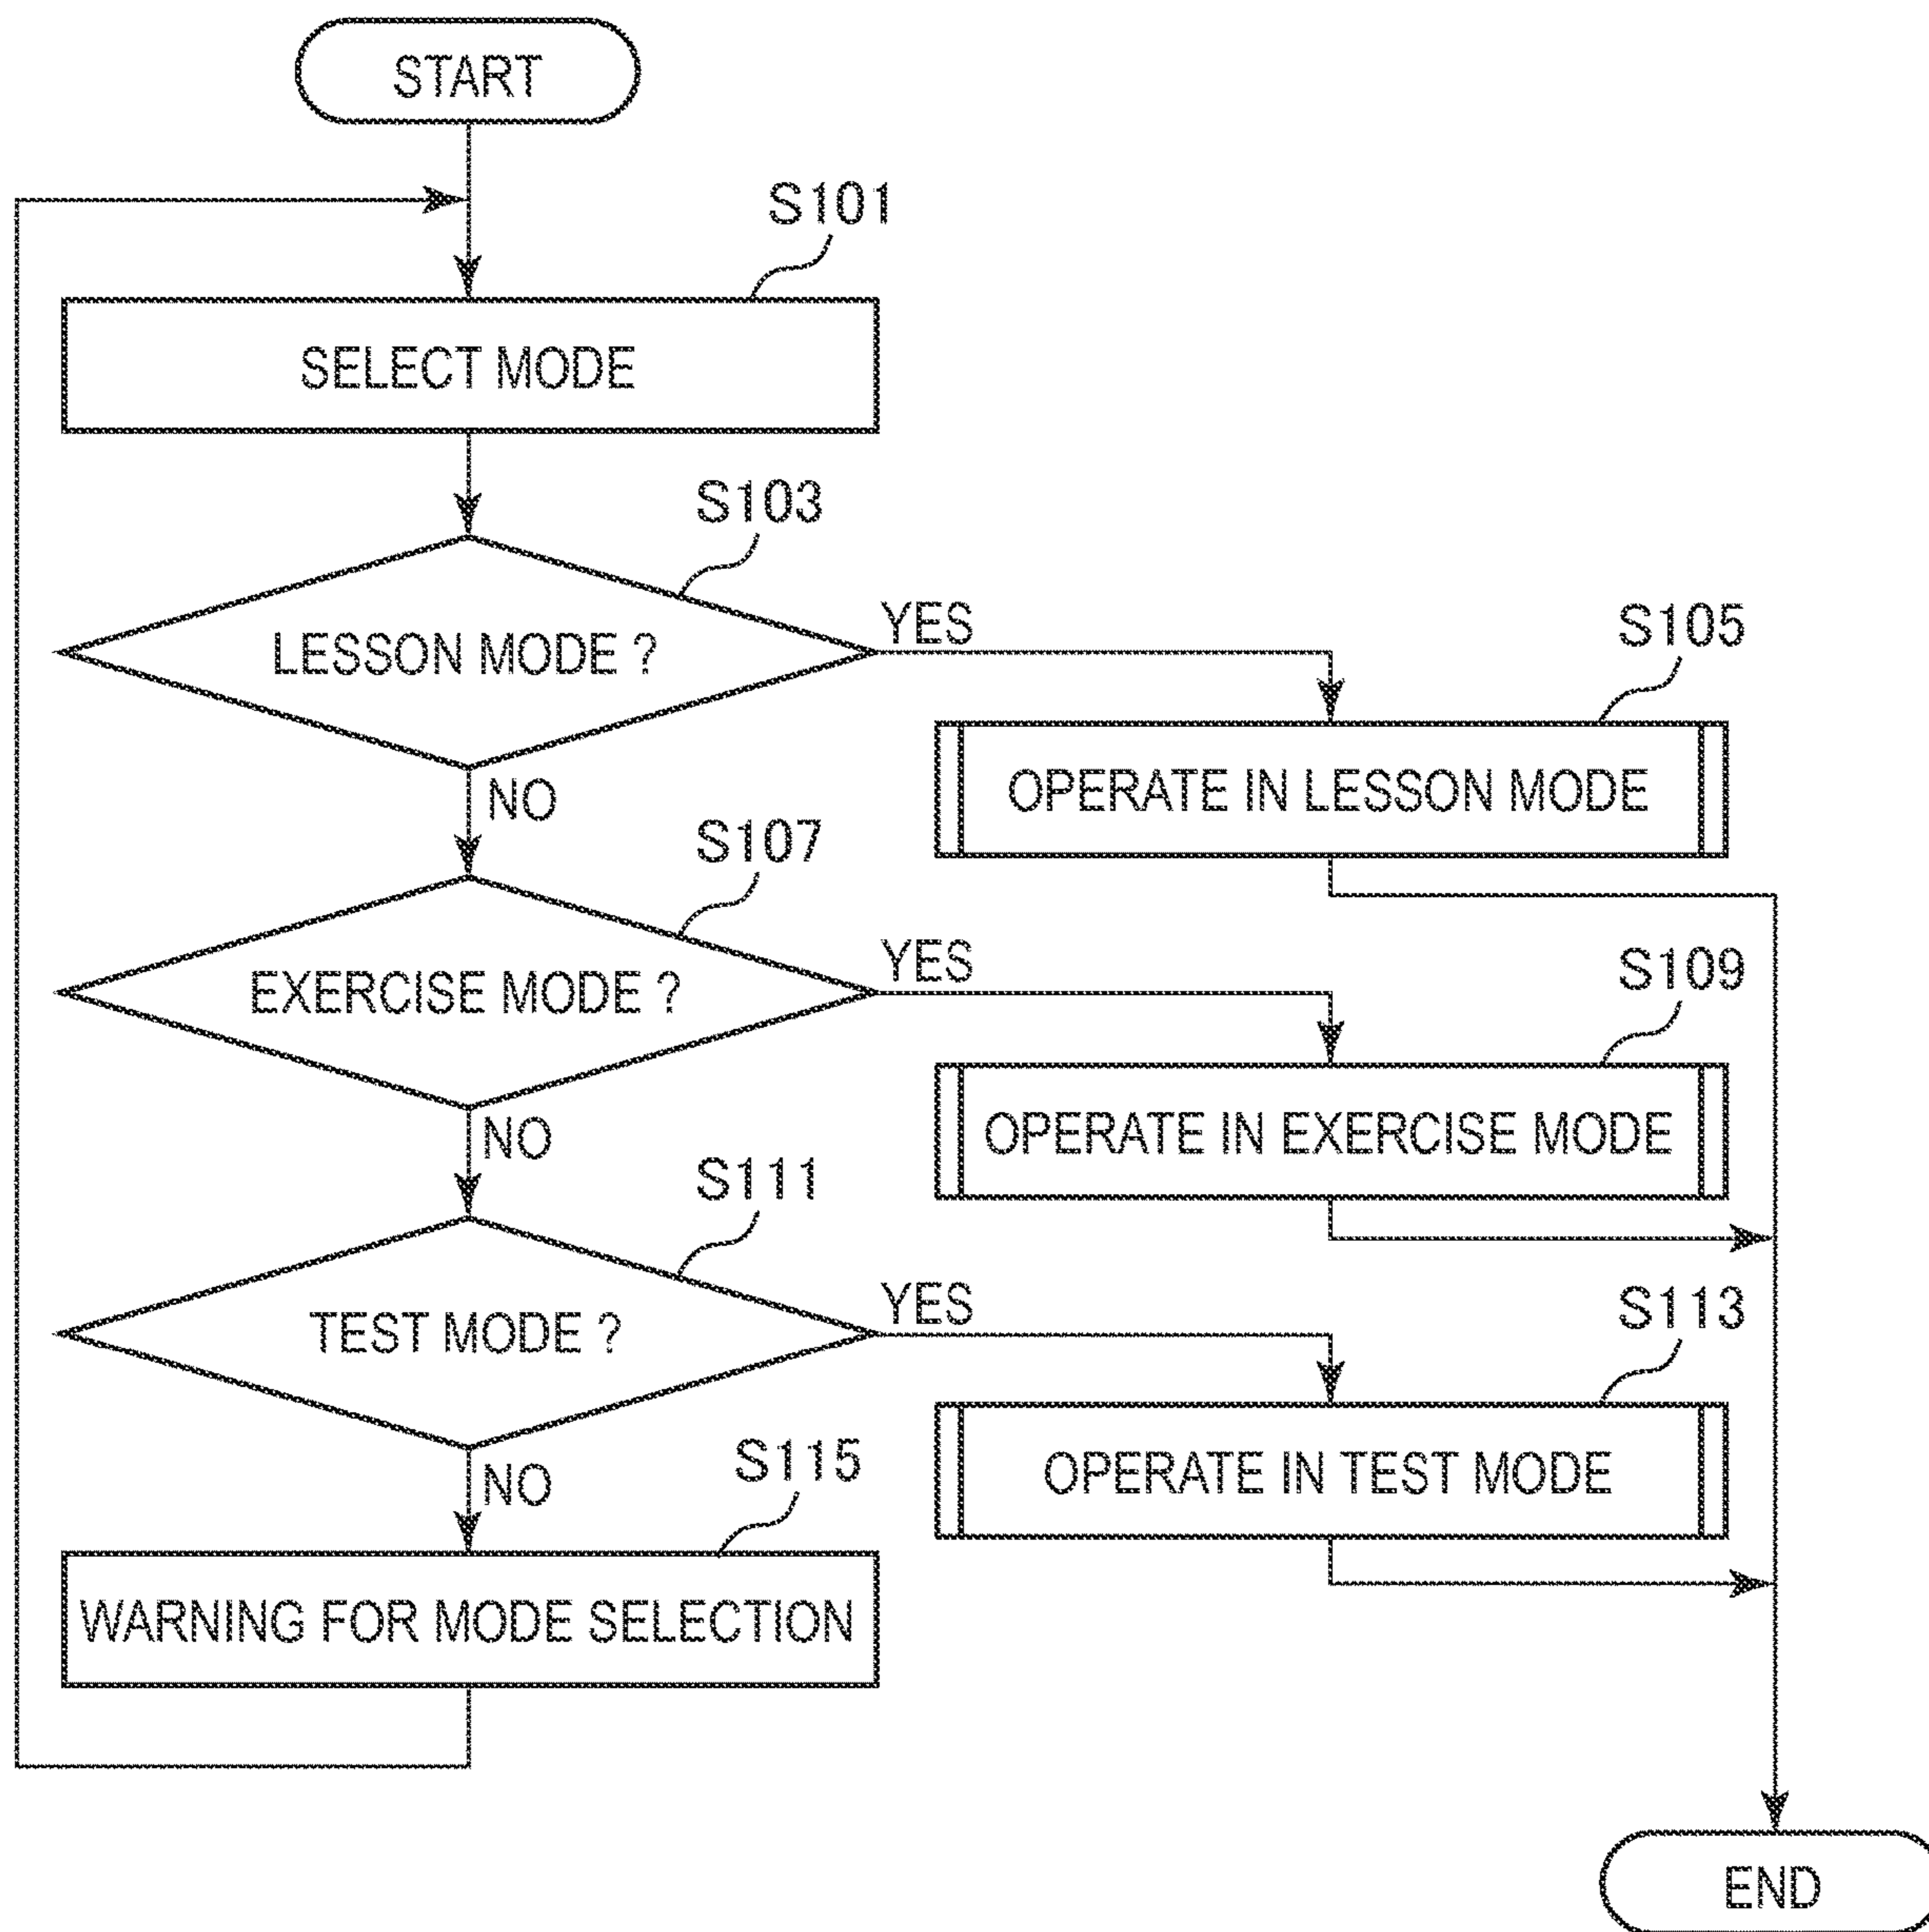 START
S101
SELECT MODE
S103
LESSON MODE ?
YES
S105
OPERATE IN LESSON MODE
NO
S107
EXERCISE MODE ?
YES
S109
OPERATE IN EXERCISE MODE
NO
S111
TEST MODE ?
YES
S113
OPERATE IN TEST MODE
NO
S115
WARNING FOR MODE SELECTION
END